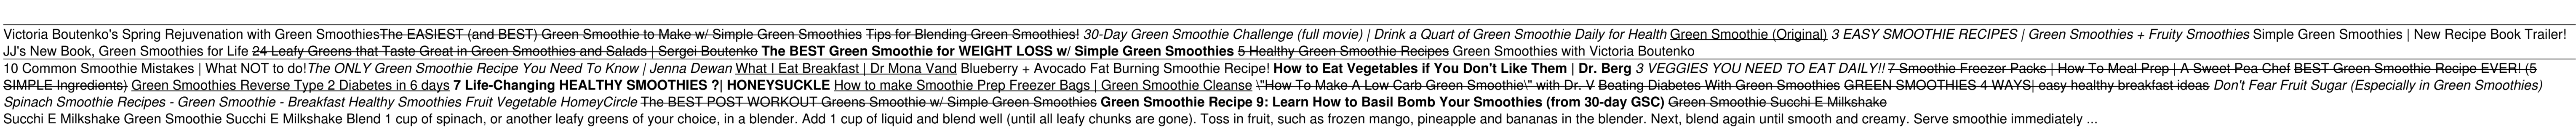 Victoria Boutenko's Spring Rejuvenation with Green SmoothiesThe EASIEST (and BEST) Green Smoothie to Make w/ Simple Green Smoothies Tips for Blending Green Smoothies! 30-Day Green Smoothie Challenge (full movie) | Drink a Quart of Green Smoothie Daily for Health Green Smoothie (Original) 3 EASY SMOOTHIE RECIPES | Green Smoothies + Fruity Smoothies Simple Green Smoothies | New Recipe Book Trailer!
JJ's New Book, Green Smoothies for Life 24 Leafy Greens that Taste Great in Green Smoothies and Salads | Sergei Boutenko The BEST Green Smoothie for WEIGHT LOSS w/ Simple Green Smoothies 5 Healthy Green Smoothie Recipes Green Smoothies with Victoria Boutenko
10 Common Smoothie Mistakes | What NOT to do!The ONLY Green Smoothie Recipe You Need To Know | Jenna Dewan What I Eat Breakfast | Dr Mona Vand Blueberry + Avocado Fat Burning Smoothie Recipe! How to Eat Vegetables if You Don't Like Them | Dr. Berg 3 VEGGIES YOU NEED TO EAT DAILY!! 7 Smoothie Freezer Packs | How To Meal Prep | A Sweet Pea Chef BEST Green Smoothie Recipe EVER! (5
SIMPLE Ingredients) Green Smoothies Reverse Type 2 Diabetes in 6 days 7 Life-Changing HEALTHY SMOOTHIES ?| HONEYSUCKLE How to make Smoothie Prep Freezer Bags | Green Smoothie Cleanse \"How To Make A Low Carb Green Smoothie\" with Dr. V Beating Diabetes With Green Smoothies GREEN SMOOTHIES 4 WAYS| easy healthy breakfast ideas Don't Fear Fruit Sugar (Especially in Green Smoothies)
Spinach Smoothie Recipes - Green Smoothie - Breakfast Healthy Smoothies Fruit Vegetable HomeyCircle The BEST POST WORKOUT Greens Smoothie w/ Simple Green Smoothies Green Smoothie Recipe 9: Learn How to Basil Bomb Your Smoothies (from 30-day GSC) Green Smoothie Succhi E Milkshake
Succhi E Milkshake Green Smoothie Succhi E Milkshake Blend 1 cup of spinach, or another leafy greens of your choice, in a blender. Add 1 cup of liquid and blend well (until all leafy chunks are gone). Toss in fruit, such as frozen mango, pineapple and bananas in the blender. Next, blend again until smooth and creamy. Serve smoothie immediately ...